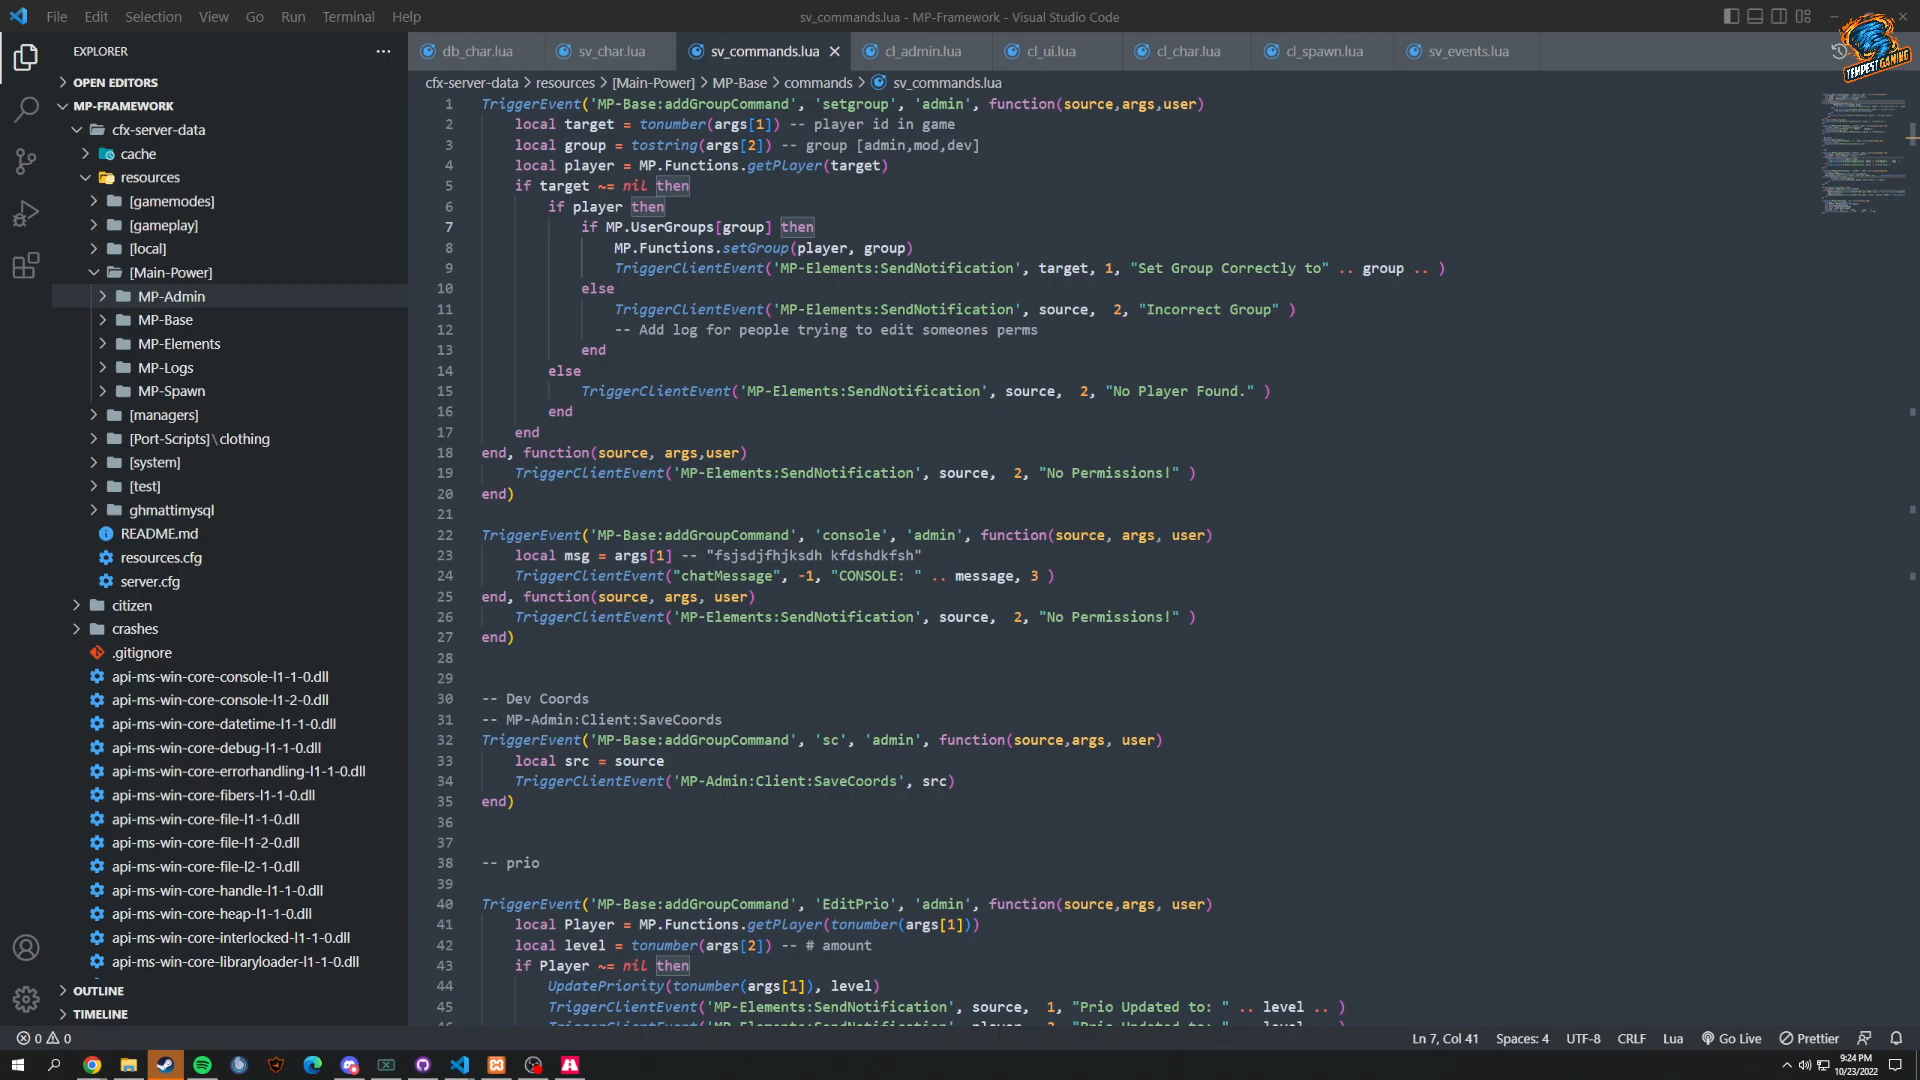 File Edit Selection View Go Run Terminal Help
sv_commands.lua - MP-Framework - Visual Studio Code
TEMPEST GAMING
EXPLORER
OPEN EDITORS
MP-FRAMEWORK
cfx-server-data
cache
resources
[gamemodes]
[gameplay]
[local]
[Main-Power]
MP-Admin
MP-Base
MP-Elements
MP-Logs
MP-Spawn
[managers]
[Port-Scripts]\clothing
[system]
[test]
ghmattimysql
README.md
resources.cfg
server.cfg
citizen
crashes
.gitignore
api-ms-win-core-console-l1-1-0.dll
api-ms-win-core-console-l1-2-0.dll
api-ms-win-core-datetime-l1-1-0.dll
api-ms-win-core-debug-l1-1-0.dll
api-ms-win-core-errorhandling-l1-1-0.dll
api-ms-win-core-fibers-l1-1-0.dll
api-ms-win-core-file-l1-1-0.dll
api-ms-win-core-file-l1-2-0.dll
api-ms-win-core-file-l2-1-0.dll
api-ms-win-core-handle-l1-1-0.dll
api-ms-win-core-heap-l1-1-0.dll
api-ms-win-core-interlocked-l1-1-0.dll
api-ms-win-core-libraryloader-l1-1-0.dll
OUTLINE
TIMELINE
db_char.lua sv_char.lua sv_commands.lua cl_admin.lua cl_ui.lua cl_char.lua cl_spawn.lua sv_events.lua
cfx-server-data > resources > [Main-Power] > MP-Base > commands > sv_commands.lua
1 TriggerEvent('MP-Base:addGroupCommand', 'setgroup', 'admin', function(source,args,user)
2 local target = tonumber(args[1]) -- player id in game
3 local group = tostring(args[2]) -- group [admin,mod,dev]
4 local player = MP.Functions.getPlayer(target)
5 if target ~= nil then
6 if player then
7 if MP.UserGroups[group] then
8 MP.Functions.setGroup(player, group)
9 TriggerClientEvent('MP-Elements:SendNotification', target, 1, "Set Group Correctly to" .. group .. )
10 else
11 TriggerClientEvent('MP-Elements:SendNotification', source, 2, "Incorrect Group" )
12 -- Add log for people trying to edit someones perms
13 end
14 else
15 TriggerClientEvent('MP-Elements:SendNotification', source, 2, "No Player Found." )
16 end
17 end
18 end, function(source, args,user)
19 TriggerClientEvent('MP-Elements:SendNotification', source, 2, "No Permissions!" )
20 end)
21
22 TriggerEvent('MP-Base:addGroupCommand', 'console', 'admin', function(source, args, user)
23 local msg = args[1] -- "fsjsdjfhjksdh kfdshdkfsh"
24 TriggerClientEvent("chatMessage", -1, "CONSOLE: " .. message, 3 )
25 end, function(source, args, user)
26 TriggerClientEvent('MP-Elements:SendNotification', source, 2, "No Permissions!" )
27 end)
28
29
30 -- Dev Coords
31 -- MP-Admin:Client:SaveCoords
32 TriggerEvent('MP-Base:addGroupCommand', 'sc', 'admin', function(source,args, user)
33 local src = source
34 TriggerClientEvent('MP-Admin:Client:SaveCoords', src)
35 end)
36
37
38 -- prio
39
40 TriggerEvent('MP-Base:addGroupCommand', 'EditPrio', 'admin', function(source,args, user)
41 local Player = MP.Functions.getPlayer(tonumber(args[1]))
42 local level = tonumber(args[2]) -- # amount
43 if Player ~= nil then
44 UpdatePriority(tonumber(args[1]), level)
45 TriggerClientEvent('MP-Elements:SendNotification', source, 1, "Prio Updated to: " .. level .. )
0 0
Ln 7, Col 41 Spaces: 4 UTF-8 CRLF Lua Go Live Prettier
9:24 PM
10/23/2022